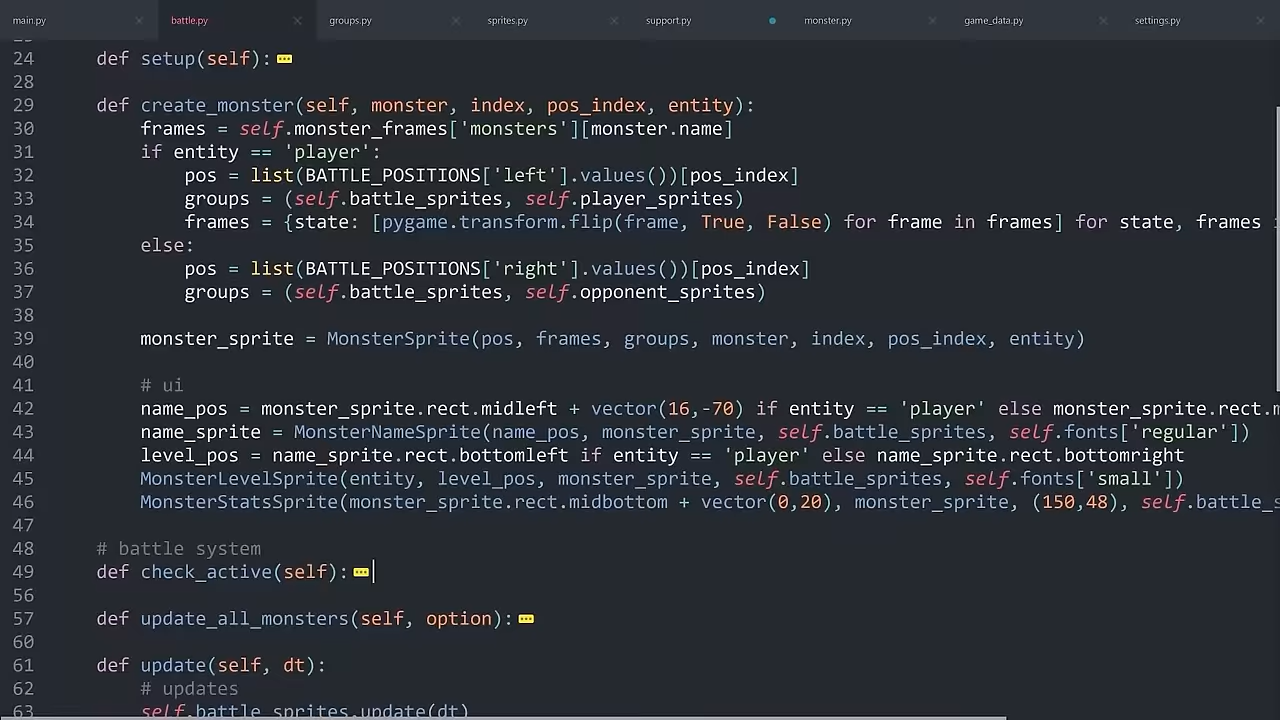 main.py × battle.py × groups.py × sprites.py × support.py monster.py × game_data.py × settings.py ×
24 def setup(self):
28
29 def create_monster(self, monster, index, pos_index, entity):
30 frames = self.monster_frames['monsters'][monster.name]
31 if entity == 'player':
32 pos = list(BATTLE_POSITIONS['left'].values())[pos_index]
33 groups = (self.battle_sprites, self.player_sprites)
34 frames = {state: [pygame.transform.flip(frame, True, False) for frame in frames] for state, frames
35 else:
36 pos = list(BATTLE_POSITIONS['right'].values())[pos_index]
37 groups = (self.battle_sprites, self.opponent_sprites)
38
39 monster_sprite = MonsterSprite(pos, frames, groups, monster, index, pos_index, entity)
40
41 # ui
42 name_pos = monster_sprite.rect.midleft + vector(16,-70) if entity == 'player' else monster_sprite.rect.m
43 name_sprite = MonsterNameSprite(name_pos, monster_sprite, self.battle_sprites, self.fonts['regular'])
44 level_pos = name_sprite.rect.bottomleft if entity == 'player' else name_sprite.rect.bottomright
45 MonsterLevelSprite(entity, level_pos, monster_sprite, self.battle_sprites, self.fonts['small'])
46 MonsterStatsSprite(monster_sprite.rect.midbottom + vector(0,20), monster_sprite, (150,48), self.battle_s
47
48 # battle system
49 def check_active(self):
56
57 def update_all_monsters(self, option):
60
61 def update(self, dt):
62 # updates
63 self.battle_sprites.update(dt)